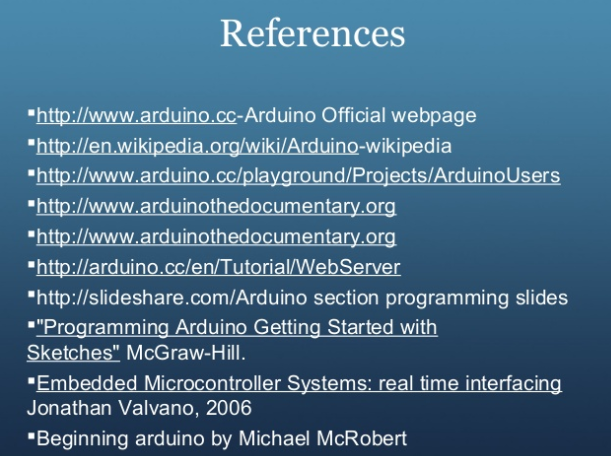 References
▪http://www.arduino.cc-Arduino Official webpage
▪http://en.wikipedia.org/wiki/Arduino-wikipedia
▪http://www.arduino.cc/playground/Projects/ArduinoUsers
▪http://www.arduinothedocumentary.org
▪http://www.arduinothedocumentary.org
▪http://arduino.cc/en/Tutorial/WebServer
▪http://slideshare.com/Arduino section programming slides
▪"Programming Arduino Getting Started with
Sketches" McGraw-Hill.
▪Embedded Microcontroller Systems: real time interfacing
Jonathan Valvano, 2006
▪Beginning arduino by Michael McRobert